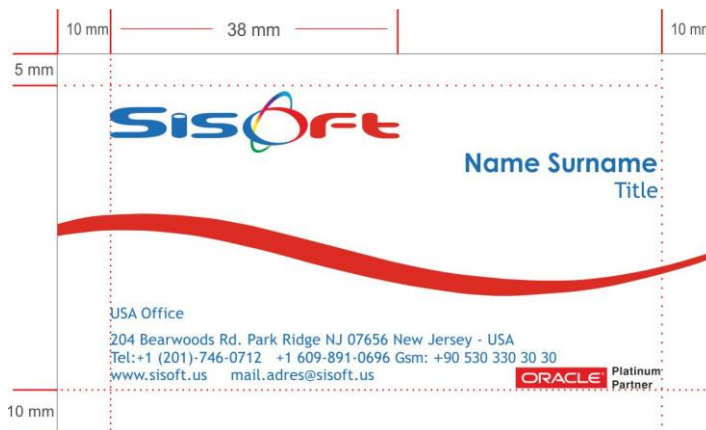 10 mm 38 mm 10 mm
5 mm
Sisoft
Name Surname
Title
USA Office
204 Bearwoods Rd. Park Ridge NJ 07656 New Jersey - USA
Tel:+1 (201)-746-0712 +1 609-891-0696 Gsm: +90 530 330 30 30
www.sisoft.us mail.adres@sisoft.us
ORACLE Platinum
Partner
10 mm